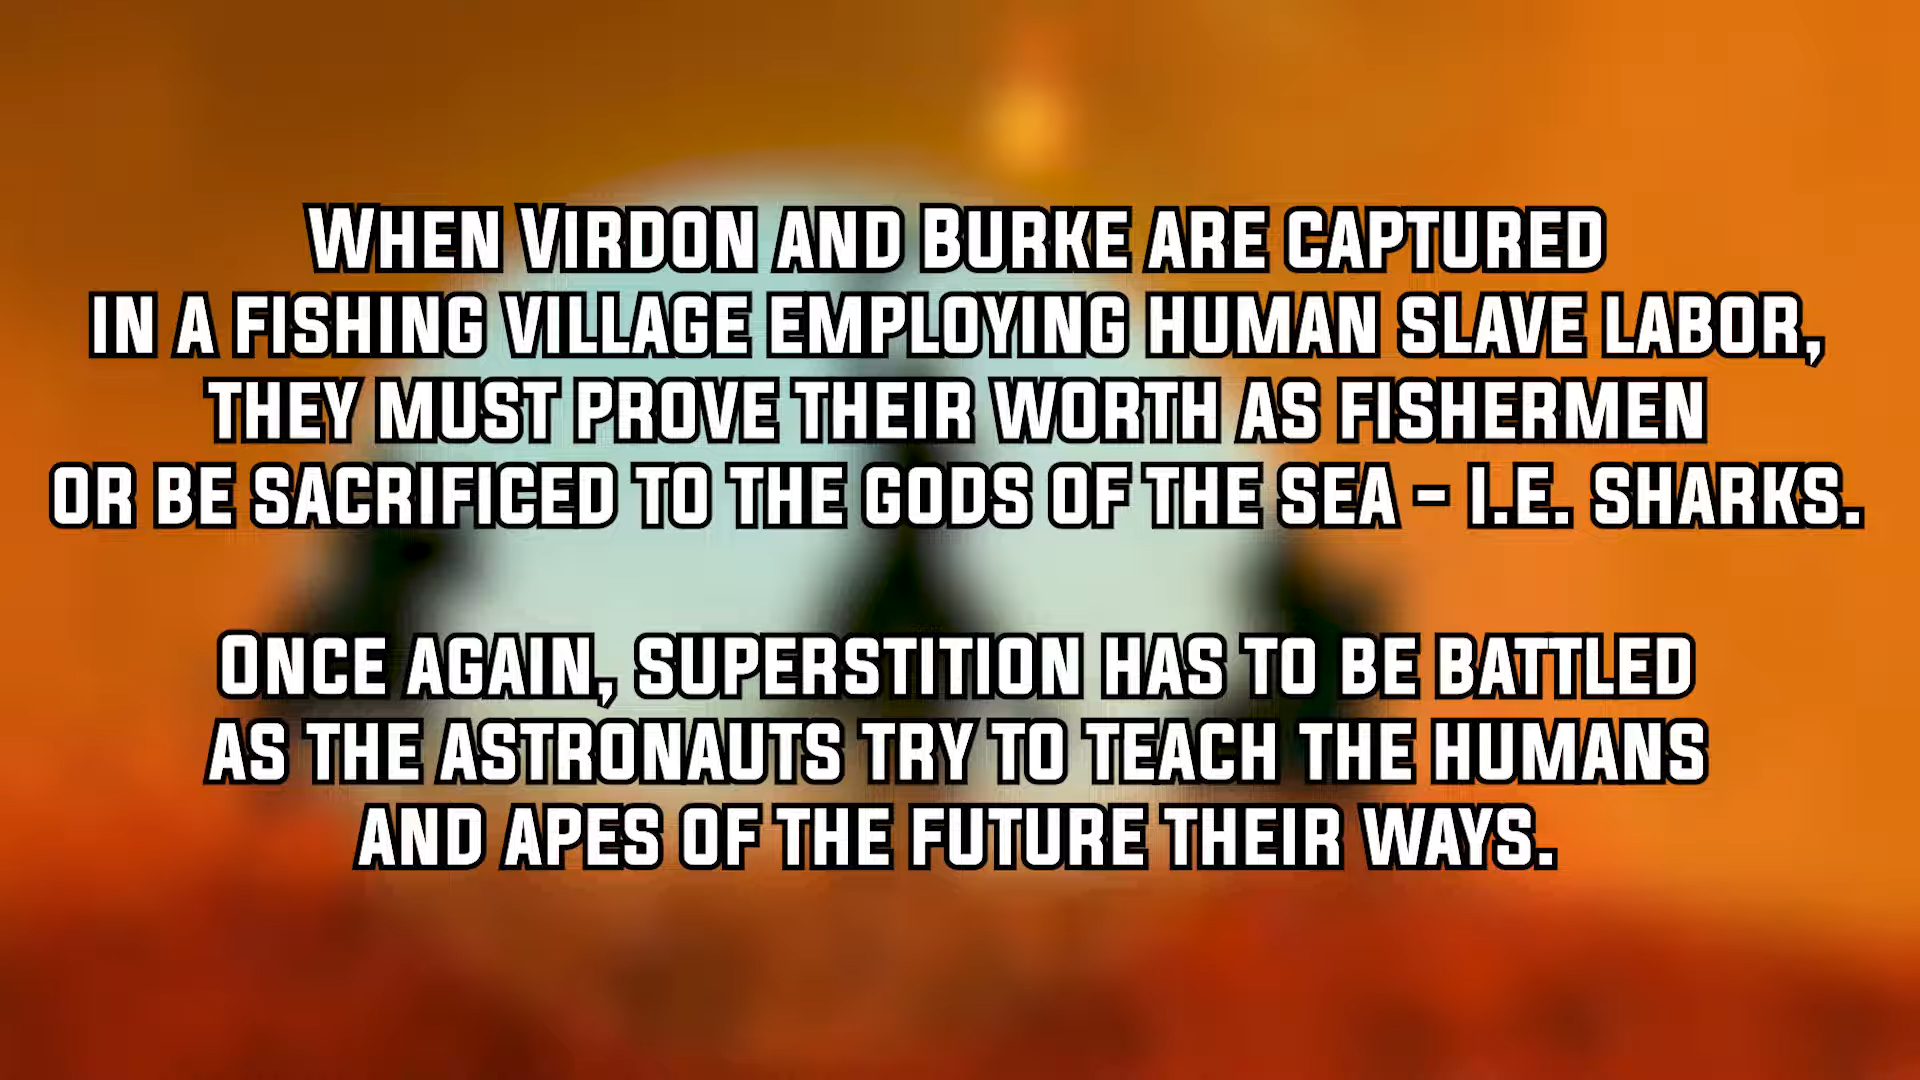 When Virdon and Burke are captured
in a fishing village employing human slave labor,
they must prove their worth as fishermen
or be sacrificed to the gods of the sea – i.e. sharks.
Once again, superstition has to be battled
as the astronauts try to teach the humans
and apes of the future their ways.